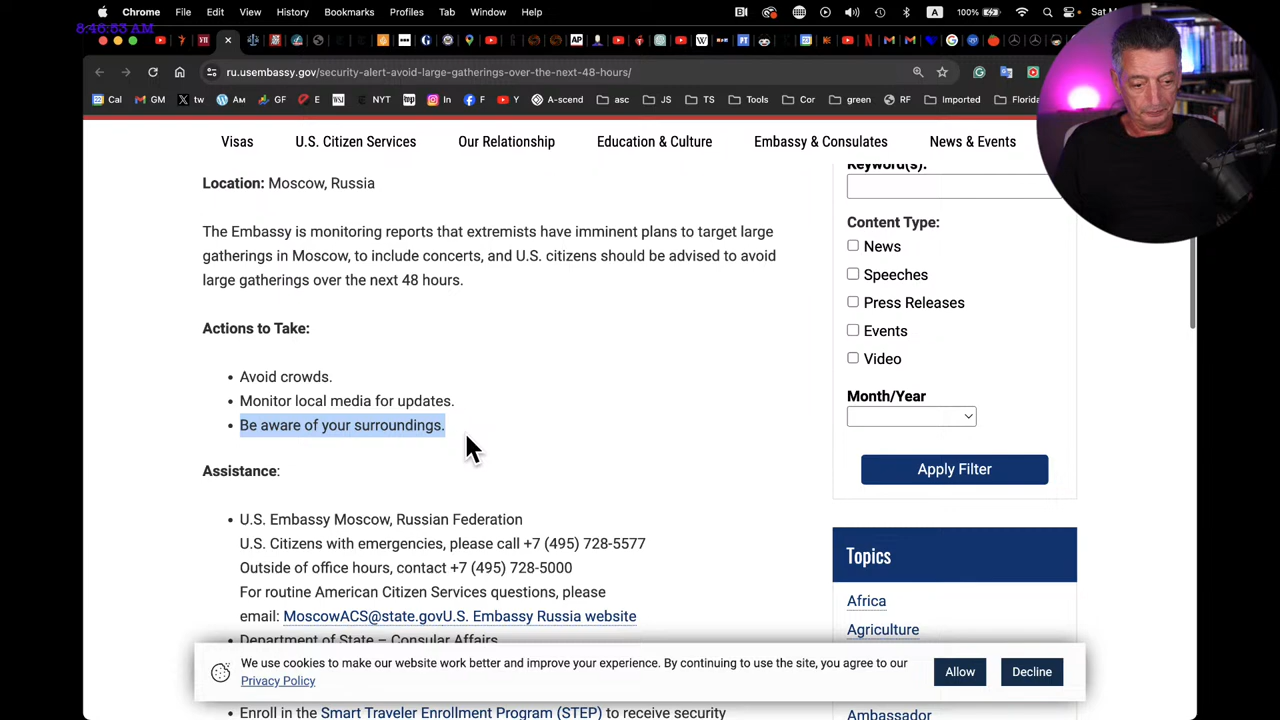 Chrome File Edit View History Bookmarks Profiles Tab Window Help
A 100%
8:46:53 AM
ru.usembassy.gov/security-alert-avoid-large-gatherings-over-the-next-48-hours/
Cal GM tw Ам GF E NYT In F Y A-scend asc JS TS Tools Cor green RF Imported Florida
Visas U.S. Citizen Services Our Relationship Education & Culture Embassy & Consulates News & Events
Location: Moscow, Russia
The Embassy is monitoring reports that extremists have imminent plans to target large
gatherings in Moscow, to include concerts, and U.S. citizens should be advised to avoid
large gatherings over the next 48 hours.
Actions to Take:
• Avoid crowds.
• Monitor local media for updates.
• Be aware of your surroundings.
Assistance:
• U.S. Embassy Moscow, Russian Federation
U.S. Citizens with emergencies, please call +7 (495) 728-5577
Outside of office hours, contact +7 (495) 728-5000
For routine American Citizen Services questions, please
email: MoscowACS@state.govU.S. Embassy Russia website
• Department of State – Consular Affairs
Enroll in the Smart Traveler Enrollment Program (STEP) to receive security
Keyword(s):
Content Type:
News
Speeches
Press Releases
Events
Video
Month/Year
Apply Filter
Topics
Africa
Agriculture
Ambassador
We use cookies to make our website work better and improve your experience. By continuing to use the site, you agree to our
Privacy Policy
Allow
Decline